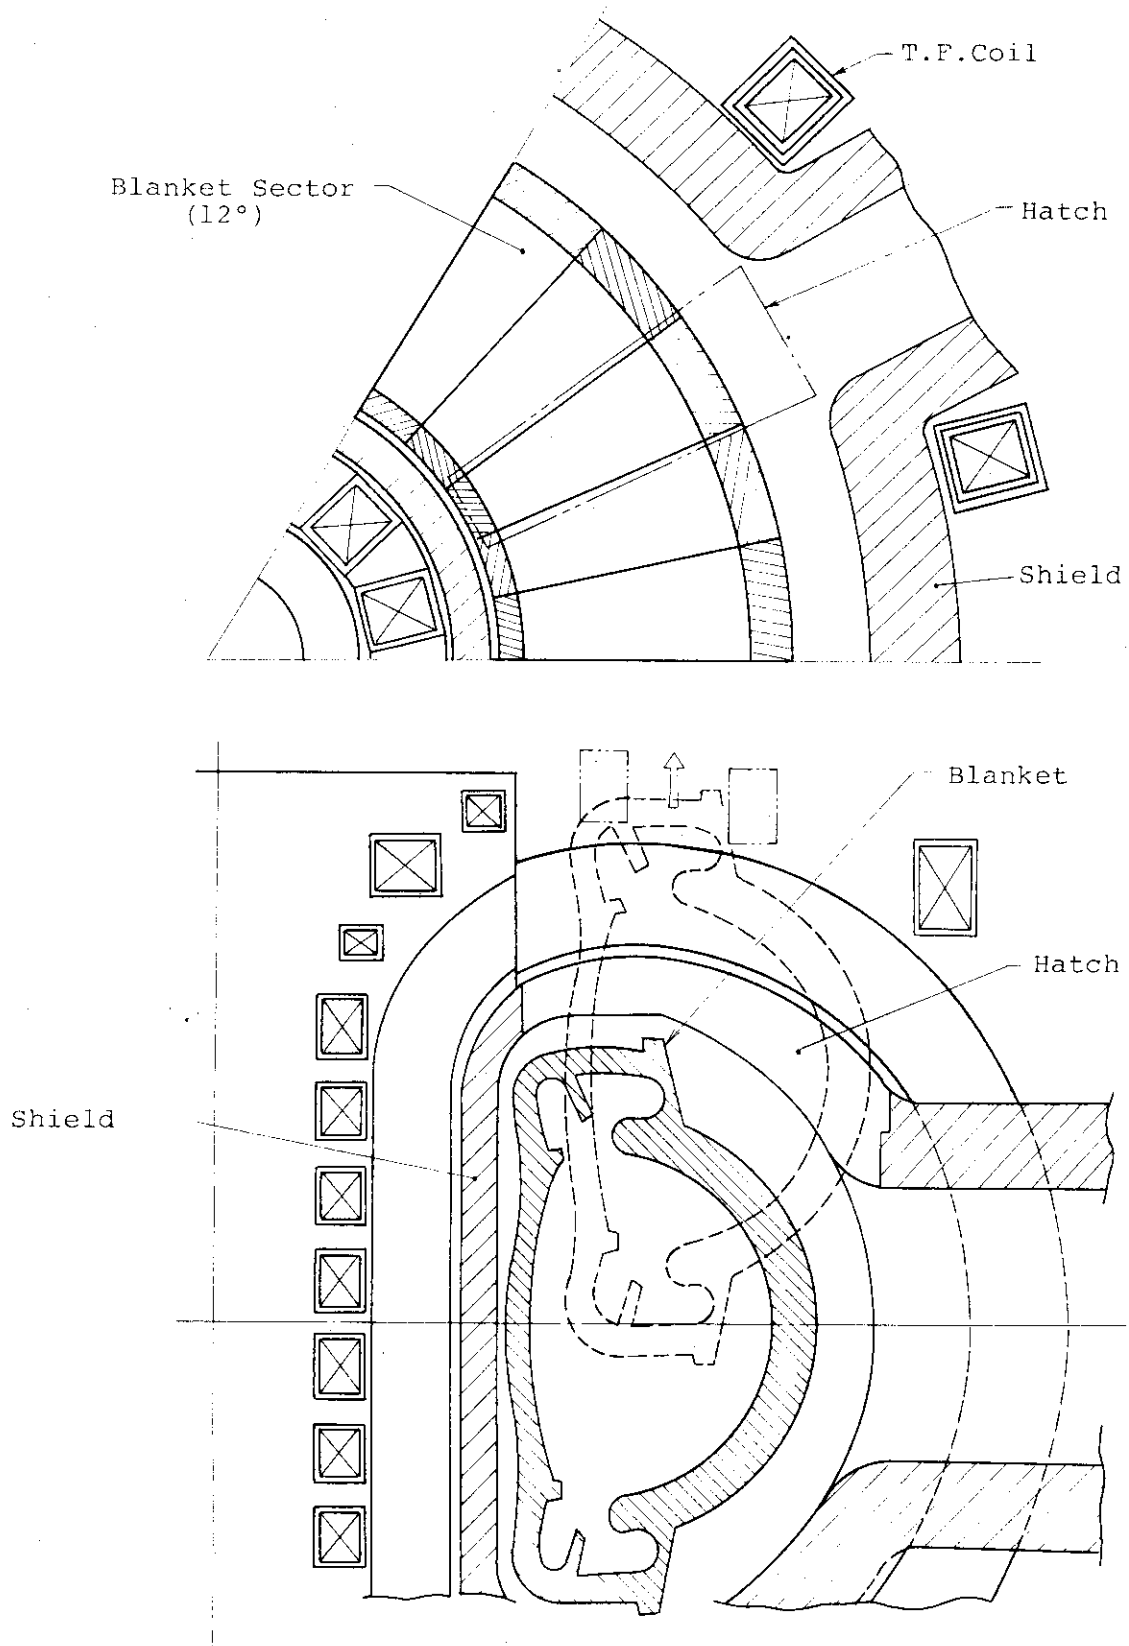 T.F.Coil
Blanket Sector
(12°)
Hatch
Shield
Blanket
Hatch
Shield